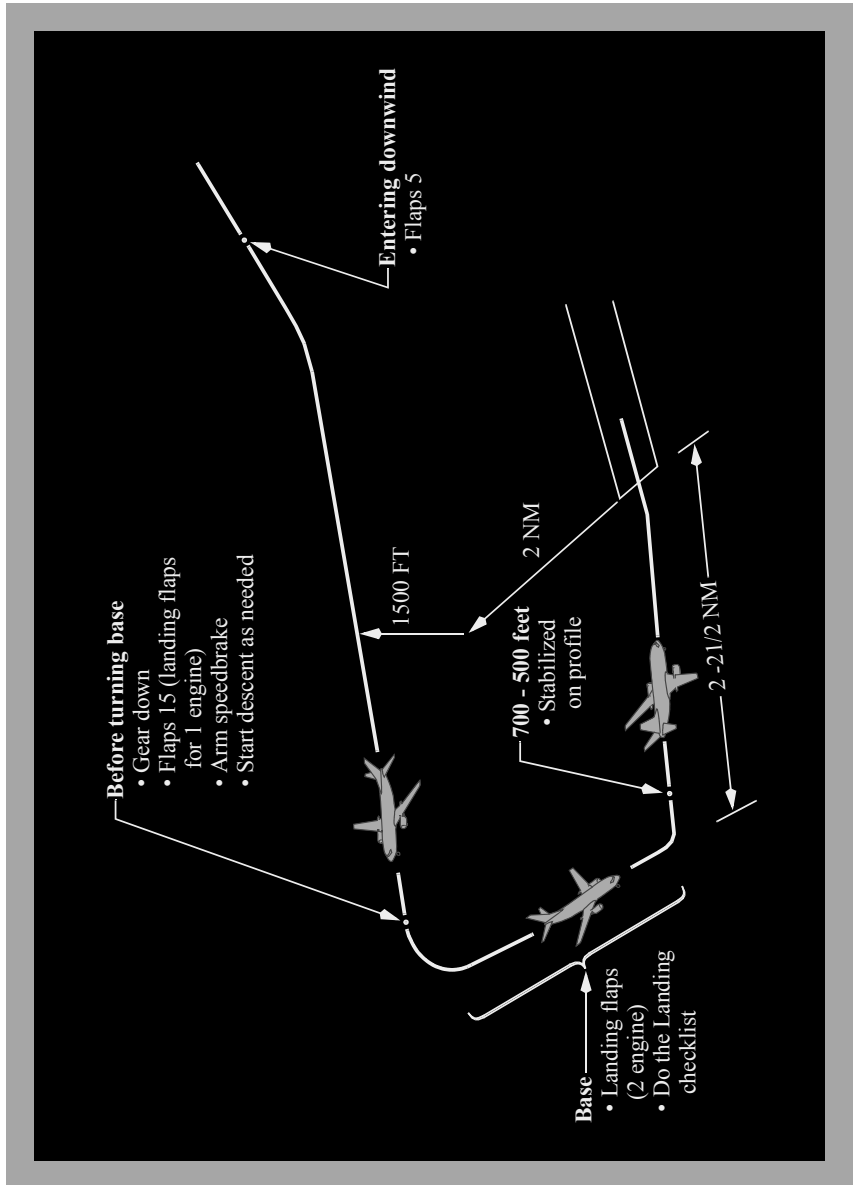 Before turning base
• Gear down
• Flaps 15 (landing flaps
for 1 engine)
• Arm speedbrake
• Start descent as needed
Entering downwind
• Flaps 5
1500 FT
2 NM
700 - 500 feet
• Stabilized
on profile
2 -21/2 NM
Base
• Landing flaps
(2 engine)
• Do the Landing
checklist